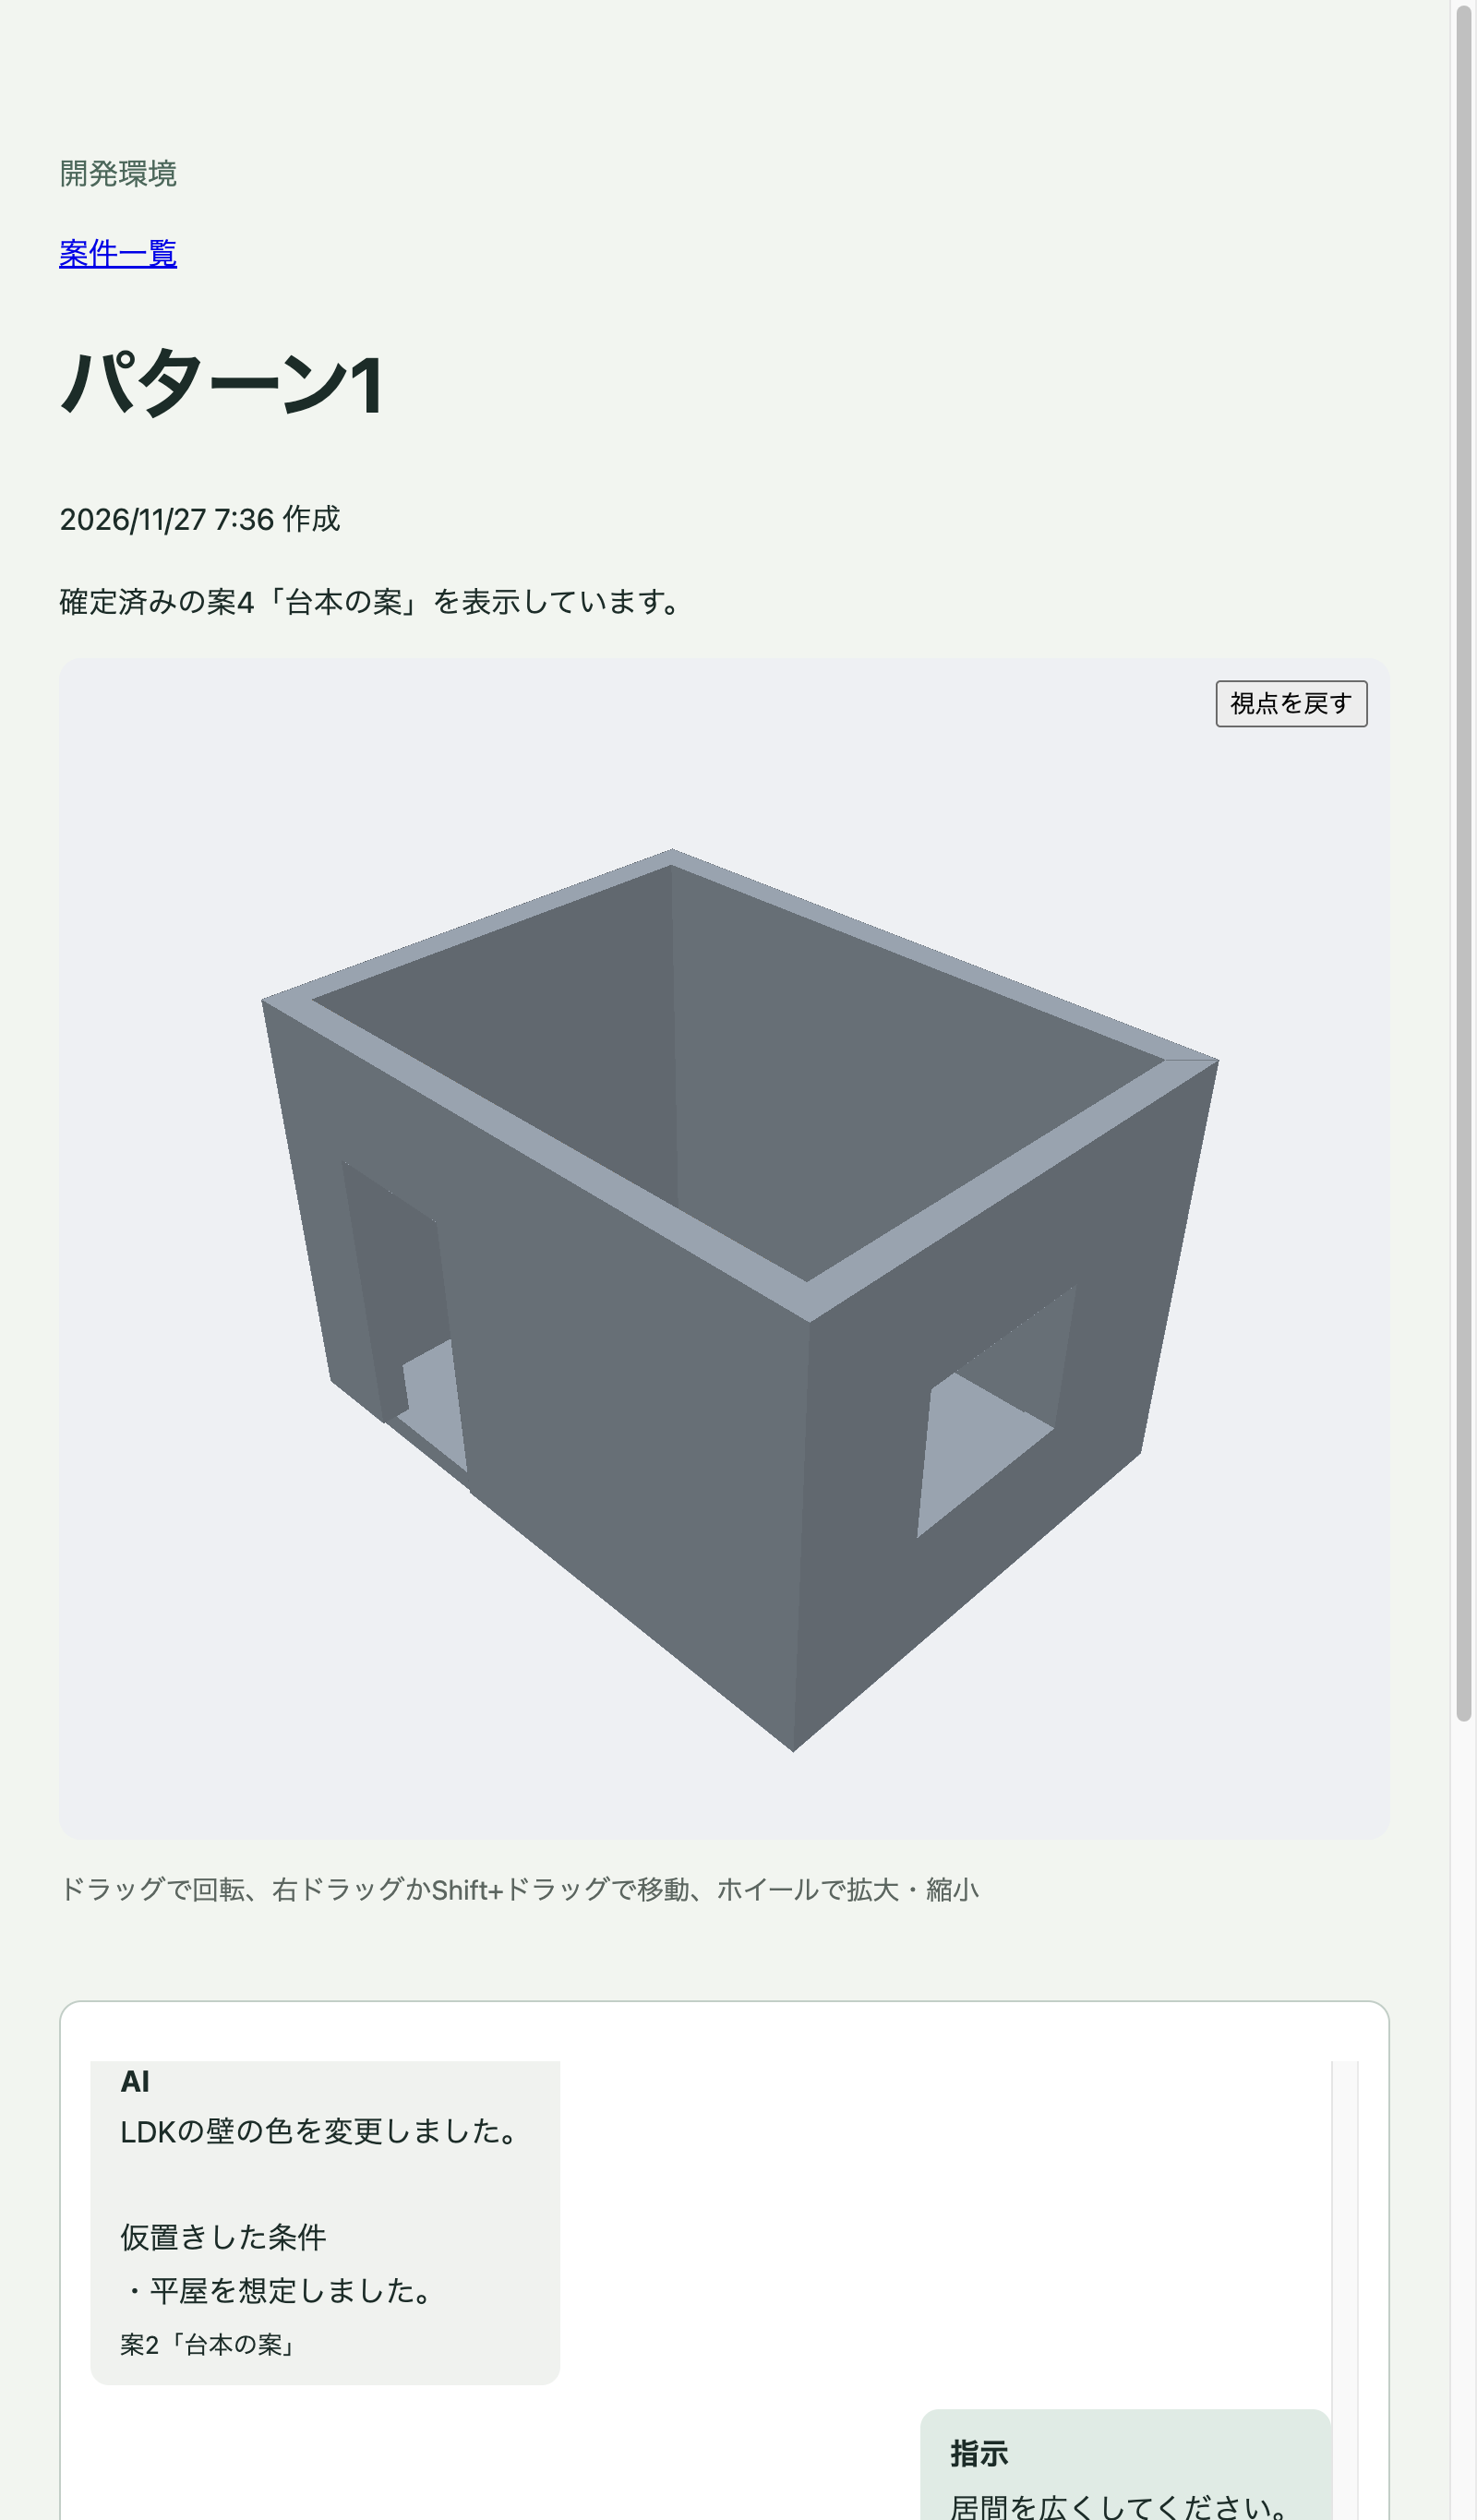 開発環境
案件一覧
パターン1
2026/11/27 7:36 作成
確定済みの案4「台本の案」を表示しています。
視点を戻す
ドラッグで回転、右ドラッグかShift+ドラッグで移動、ホイールで拡大・縮小
AI
LDKの壁の色を変更しました。
仮置きした条件
・平屋を想定しました。
案2「台本の案」
指示
居間を広くしてください。